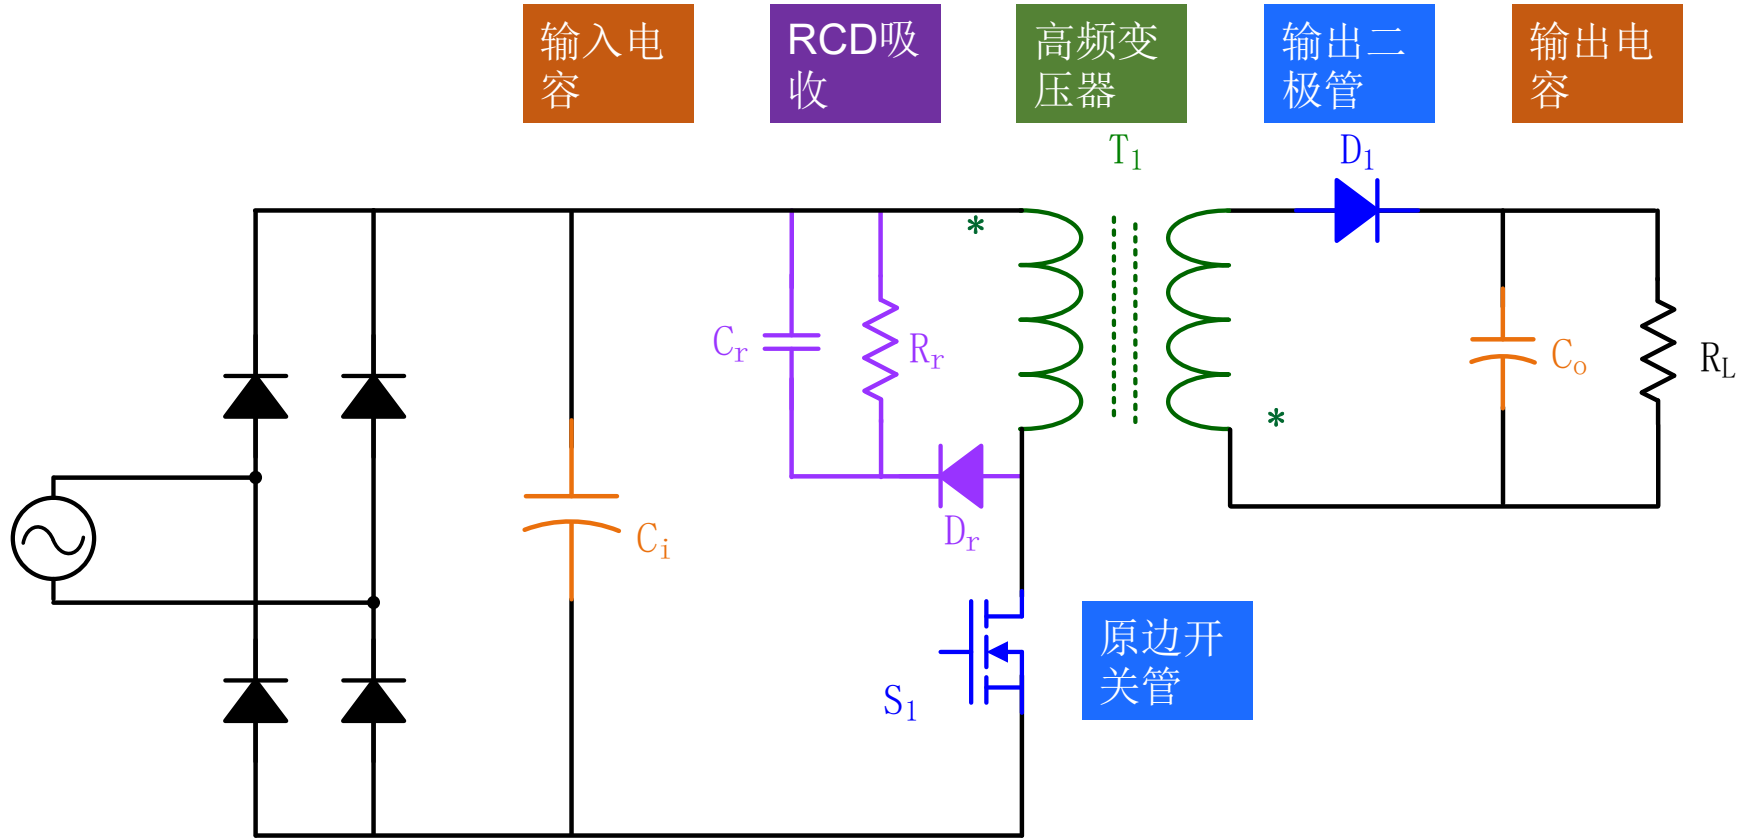 输入电
容
RCD吸
收
高频变
压器
输出二
极管
输出电
容
T₁
D₁
*
Cᵣ
Rᵣ
Cₒ
R_L
*
Dᵣ
Cᵢ
S₁
原边开
关管